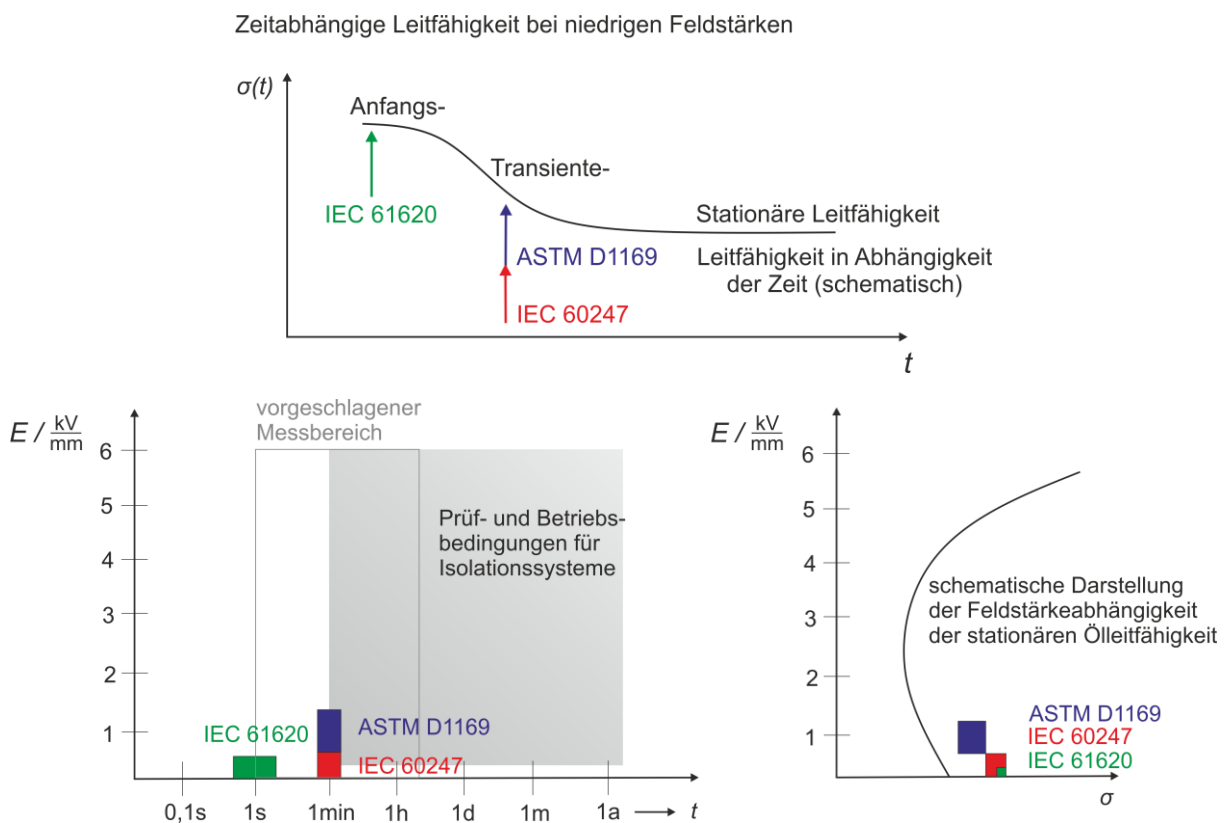 Zeitabhängige Leitfähigkeit bei niedrigen Feldstärken
σ(t)
Anfangs-
Transiente-
IEC 61620
Stationäre Leitfähigkeit
ASTM D1169
Leitfähigkeit in Abhängigkeit
der Zeit (schematisch)
IEC 60247
t
E / kV
mm
vorgeschlagener
Messbereich
6
5
4
3
2
1
Prüf- und Betriebs-
bedingungen für
Isolationssysteme
IEC 61620
ASTM D1169
IEC 60247
0,1s 1s 1min 1h 1d 1m 1a → t
E / kV
mm
6
5
4
3
2
1
schematische Darstellung
der Feldstärkeabhängigkeit
der stationären Ölleitfähigkeit
ASTM D1169
IEC 60247
IEC 61620
σ